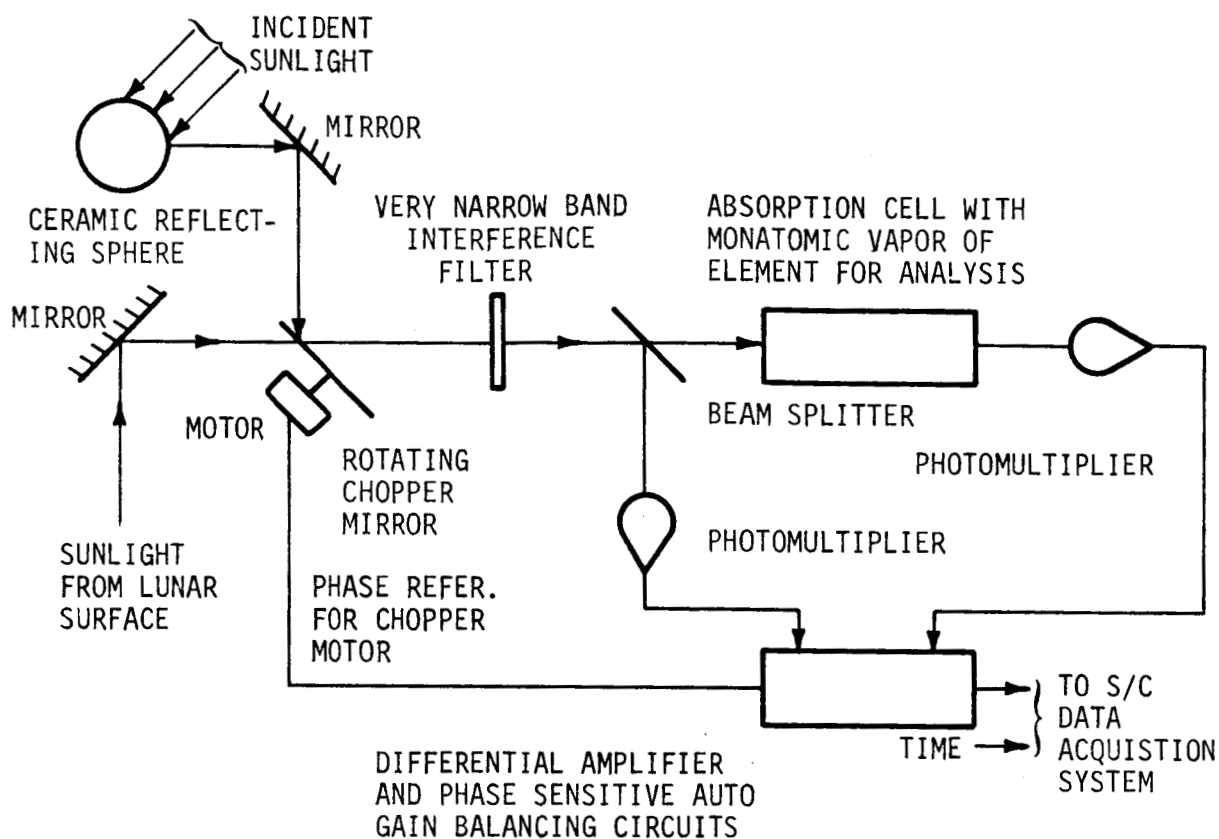 INCIDENT
SUNLIGHT
MIRROR
CERAMIC REFLECT-
ING SPHERE
VERY NARROW BAND
INTERFERENCE
FILTER
ABSORPTION CELL WITH
MONATOMIC VAPOR OF
ELEMENT FOR ANALYSIS
MIRROR
MOTOR
ROTATING
CHOPPER
MIRROR
BEAM SPLITTER
PHOTOMULTIPLIER
PHOTOMULTIPLIER
SUNLIGHT
FROM LUNAR
SURFACE
PHASE REFER.
FOR CHOPPER
MOTOR
TO S/C
DATA
ACQUISTION
SYSTEM
TIME
DIFFERENTIAL AMPLIFIER
AND PHASE SENSITIVE AUTO
GAIN BALANCING CIRCUITS